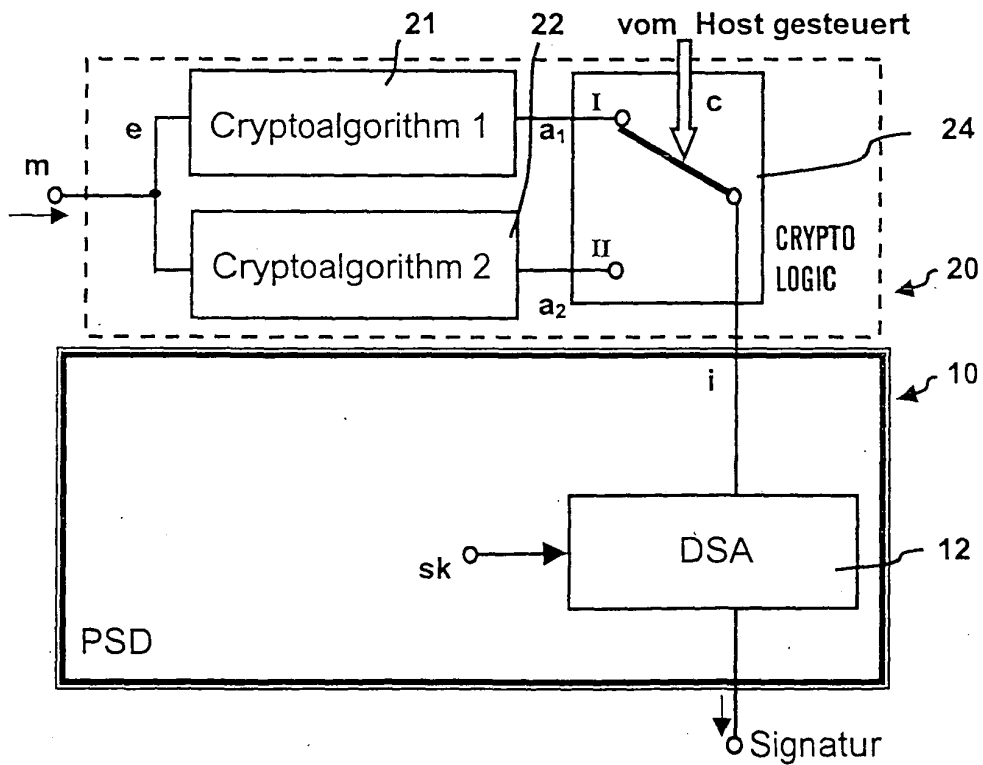 21
22
vom Host gesteuert
Cryptoalgorithm 1
e
a1
I
c
24
m
Cryptoalgorithm 2
a2
II
CRYPTO
LOGIC
20
i
10
sk
DSA
12
PSD
Signatur